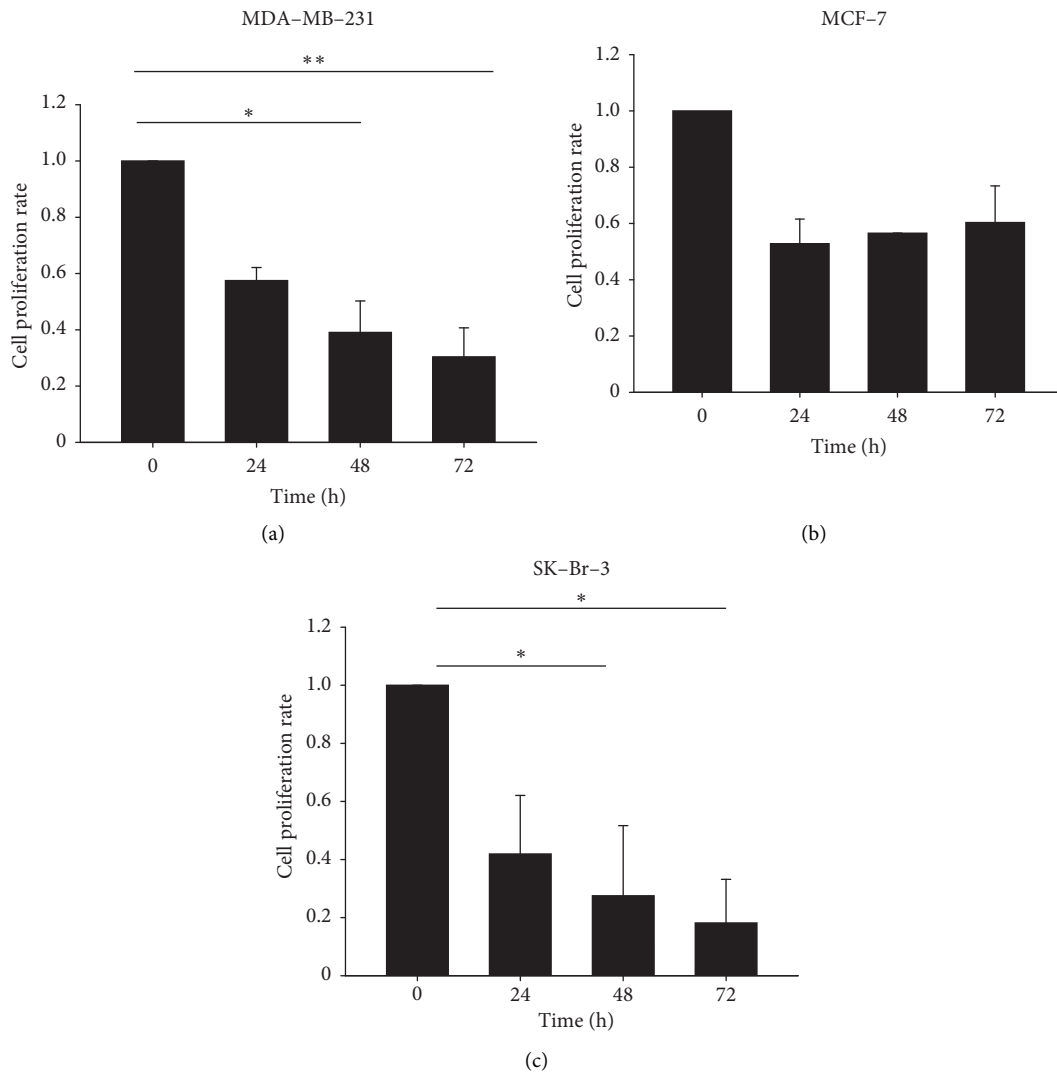 MDA–MB–231
**
*
1.2
1.0
0.8
0.6
0.4
0.2
0
Cell proliferation rate
0 24 48 72
Time (h)
(a)
MCF–7
1.2
1.0
0.8
0.6
0.4
0.2
0
Cell proliferation rate
0 24 48 72
Time (h)
(b)
SK–Br–3
*
*
1.2
1.0
0.8
0.6
0.4
0.2
0
Cell proliferation rate
0 24 48 72
Time (h)
(c)